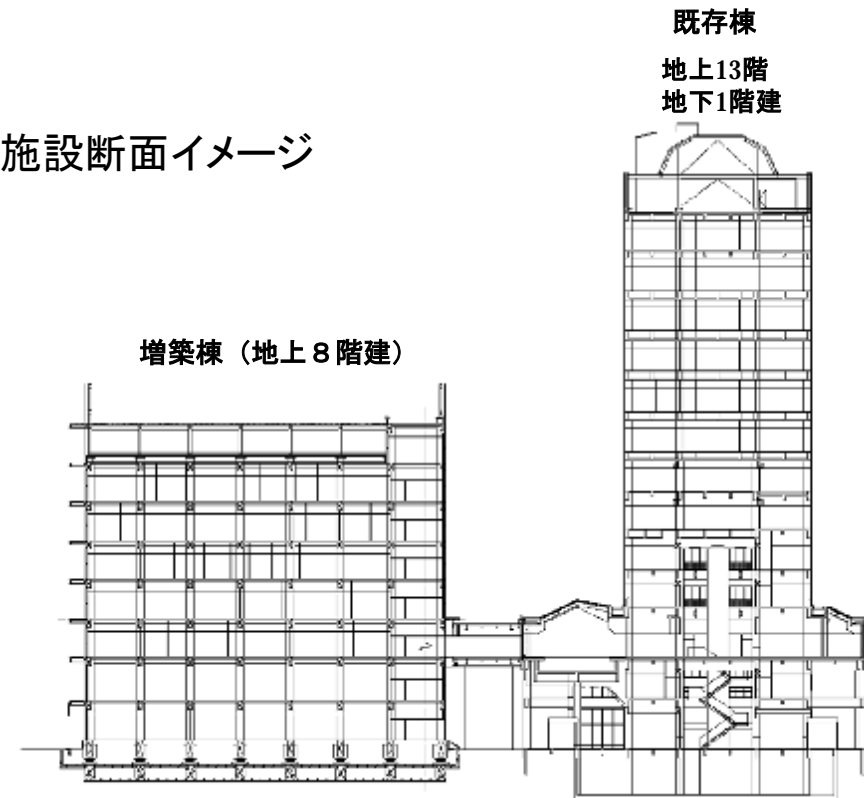 既存棟
地上13階
地下1階建
施設断面イメージ
増築棟（地上８階建）